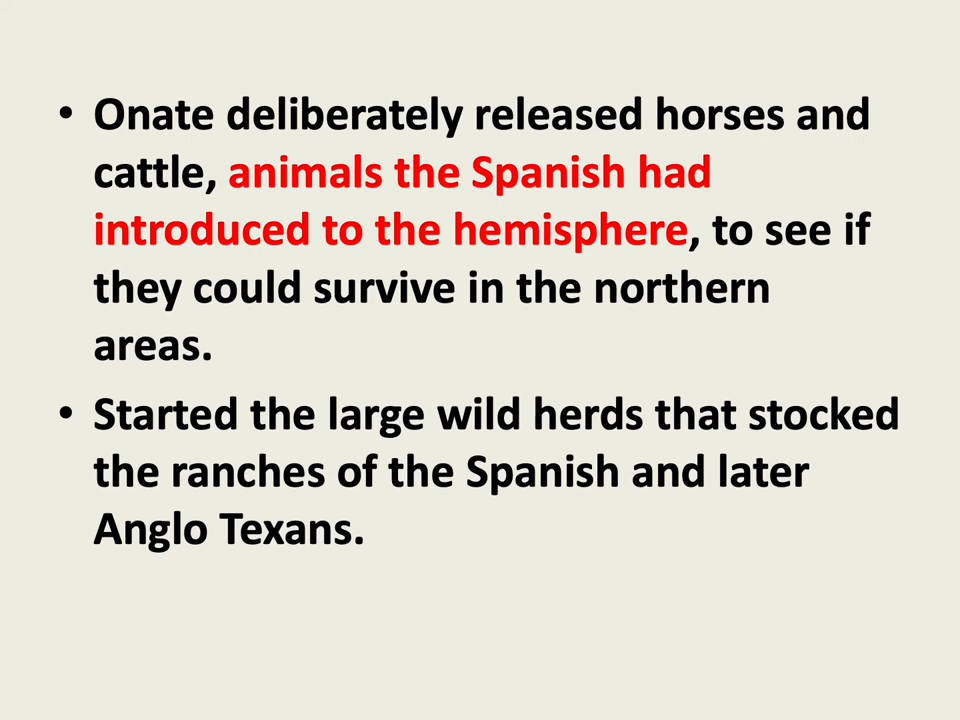 • Onate deliberately released horses and
cattle, animals the Spanish had
introduced to the hemisphere, to see if
they could survive in the northern
areas.
• Started the large wild herds that stocked
the ranches of the Spanish and later
Anglo Texans.